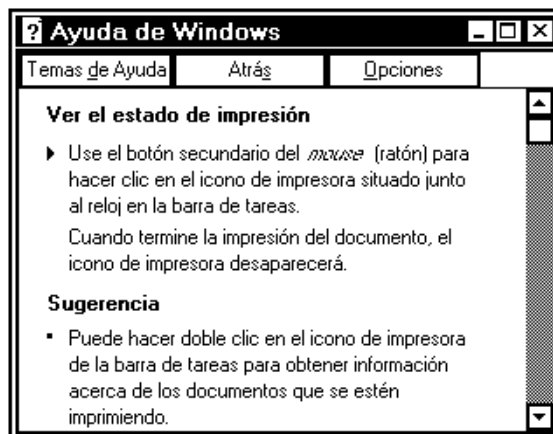 Ayuda de Windows
Temas de Ayuda Atrás Opciones
Ver el estado de impresión
Use el botón secundario del mouse (ratón) para
hacer clic en el icono de impresora situado junto
al reloj en la barra de tareas.
Cuando termine la impresión del documento, el
icono de impresora desaparecerá.
Sugerencia
▪ Puede hacer doble clic en el icono de impresora
de la barra de tareas para obtener información
acerca de los documentos que se estén
imprimiendo.